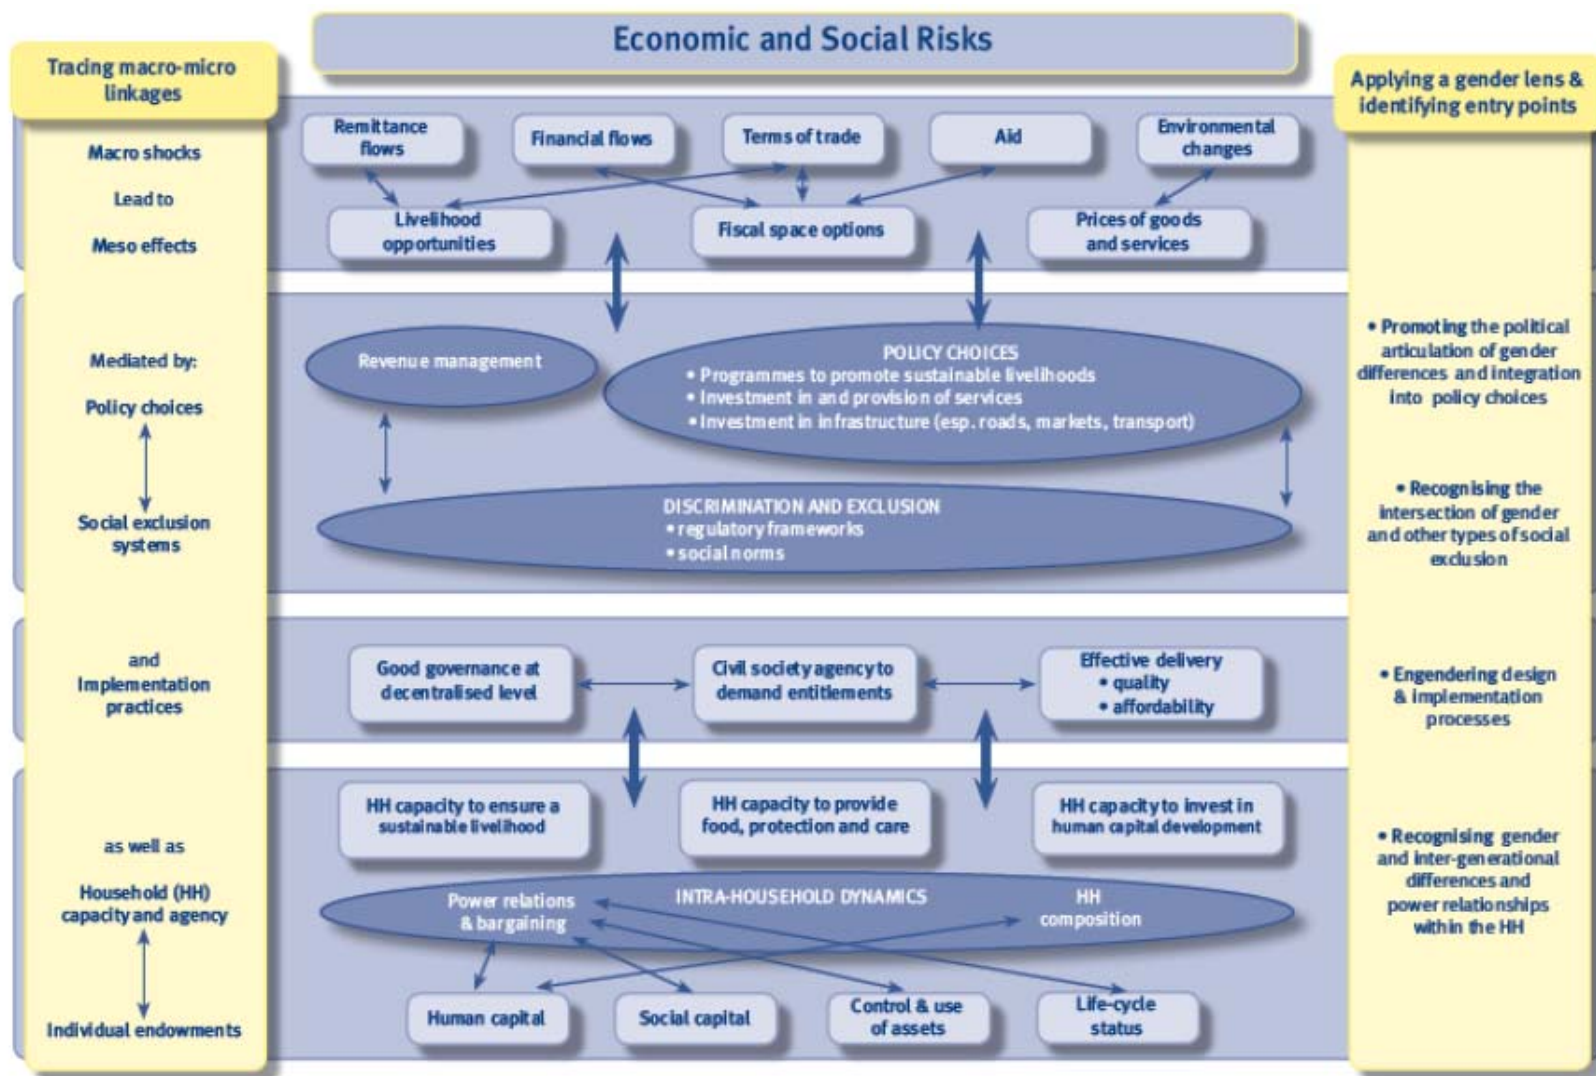 Economic and Social Risks
Tracing macro-micro
linkages
Macro shocks
Lead to
Meso effects
Mediated by:
Policy choices
Social exclusion
systems
and
Implementation
practices
as well as
Household (HH)
capacity and agency
Individual endowments
Remittance
flows
Financial flows
Terms of trade
Aid
Environmental
changes
Livelihood
opportunities
Fiscal space options
Prices of goods
and services
Revenue management
POLICY CHOICES
• Programmes to promote sustainable livelihoods
• Investment in and provision of services
• Investment in infrastructure (esp. roads, markets, transport)
DISCRIMINATION AND EXCLUSION
• regulatory frameworks
• social norms
Good governance at
decentralised level
Civil society agency to
demand entitlements
Effective delivery
• quality
• affordability
HH capacity to ensure a
sustainable livelihood
HH capacity to provide
food, protection and care
HH capacity to invest in
human capital development
Power relations
& bargaining
INTRA-HOUSEHOLD DYNAMICS
HH
composition
Human capital
Social capital
Control & use
of assets
Life-cycle
status
Applying a gender lens &
identifying entry points
• Promoting the political
articulation of gender
differences and integration
into policy choices
• Recognising the
intersection of gender
and other types of social
exclusion
• Engendering design
& implementation
processes
• Recognising gender
and inter-generational
differences and
power relationships
within the HH